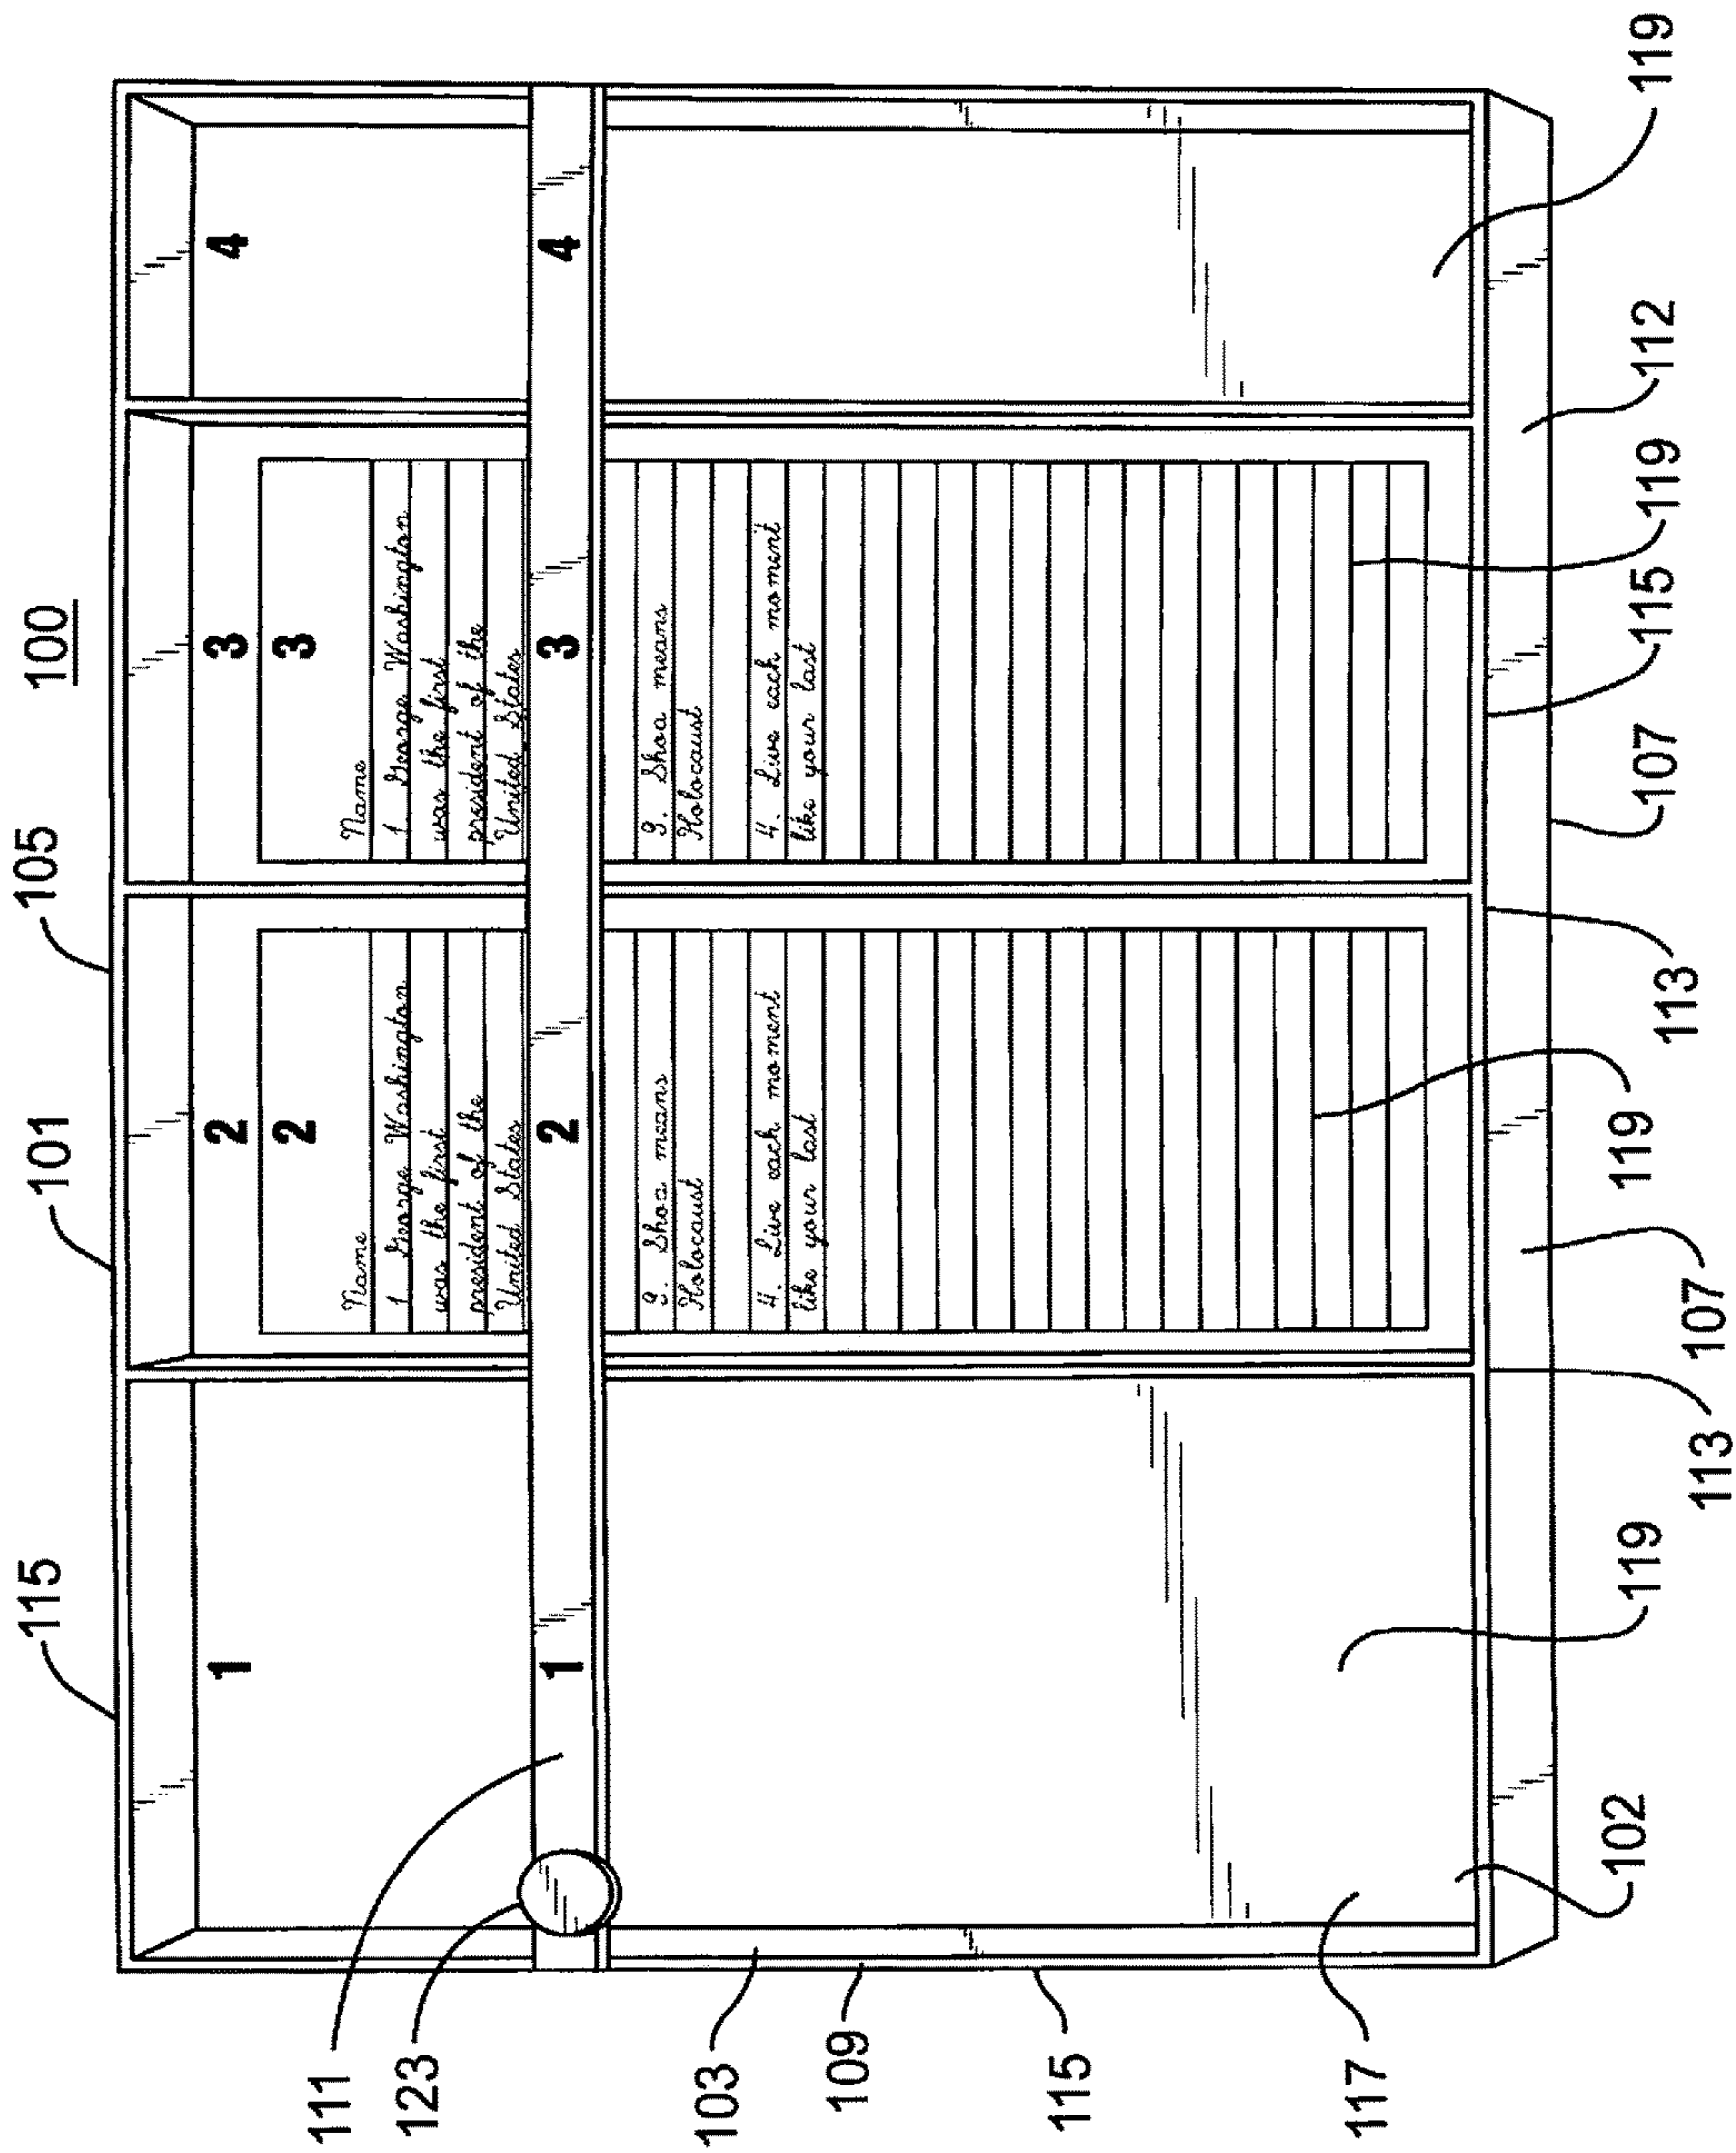 100
115
101
105
1 2 3 4
2
3
111
123
Name
1. George Washington
was the first
president of the
United States
Name
1. George Washington
was the first
president of the
United States
1 2 3 4
3. Shoa means
Holocaust
4. Live each moment
like your last
3. Shoa means
Holocaust
4. Live each moment
like your last
103
109
115
117
102
119
113
107
119
113
107
115
119
112
119